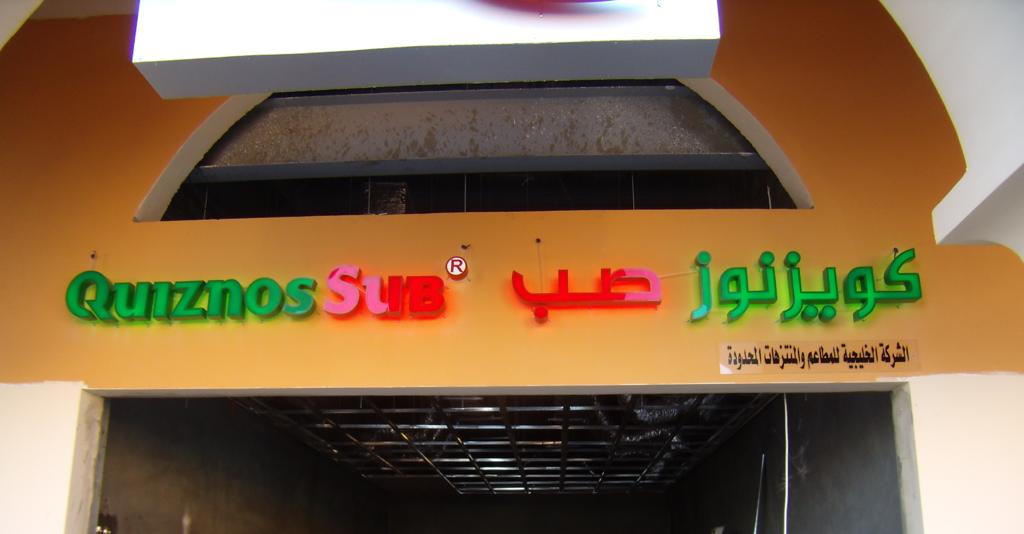 Quiznos Sub ®
كويزنوز صب
الشركة الخليجية للمطاعم والمنتزهات المحدودة